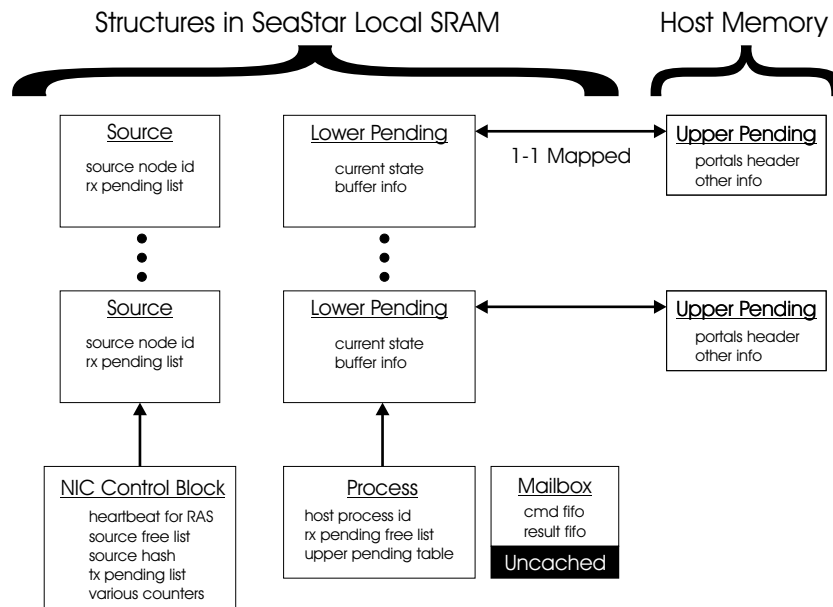 Structures in SeaStar Local SRAM
Host Memory
Source
source node id
rx pending list
Lower Pending
current state
buffer info
1-1 Mapped
Upper Pending
portals header
other info
Source
source node id
rx pending list
Lower Pending
current state
buffer info
Upper Pending
portals header
other info
NIC Control Block
heartbeat for RAS
source free list
source hash
tx pending list
various counters
Process
host process id
rx pending free list
upper pending table
Mailbox
cmd fifo
result fifo
Uncached